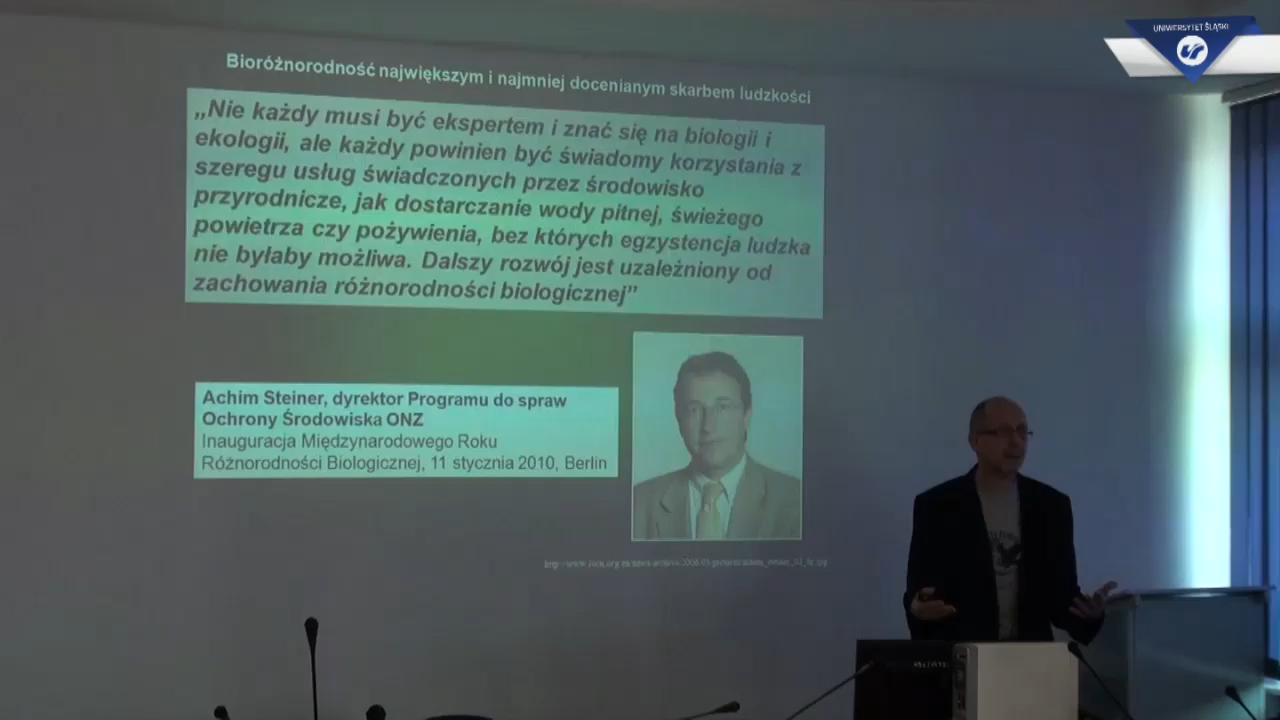 UNIWERSYTET ŚLĄSKI
Bioróżnorodność największym i najmniej docenianym skarbem ludzkości
„Nie każdy musi być ekspertem i znać się na biologii i
ekologii, ale każdy powinien być świadomy korzystania z
szeregu usług świadczonych przez środowisko
przyrodnicze, jak dostarczanie wody pitnej, świeżego
powietrza czy pożywienia, bez których egzystencja ludzka
nie byłaby możliwa. Dalszy rozwój jest uzależniony od
zachowania różnorodności biologicznej”
Achim Steiner, dyrektor Programu do spraw
Ochrony Środowiska ONZ
Inauguracja Międzynarodowego Roku
Różnorodności Biologicznej, 11 stycznia 2010, Berlin